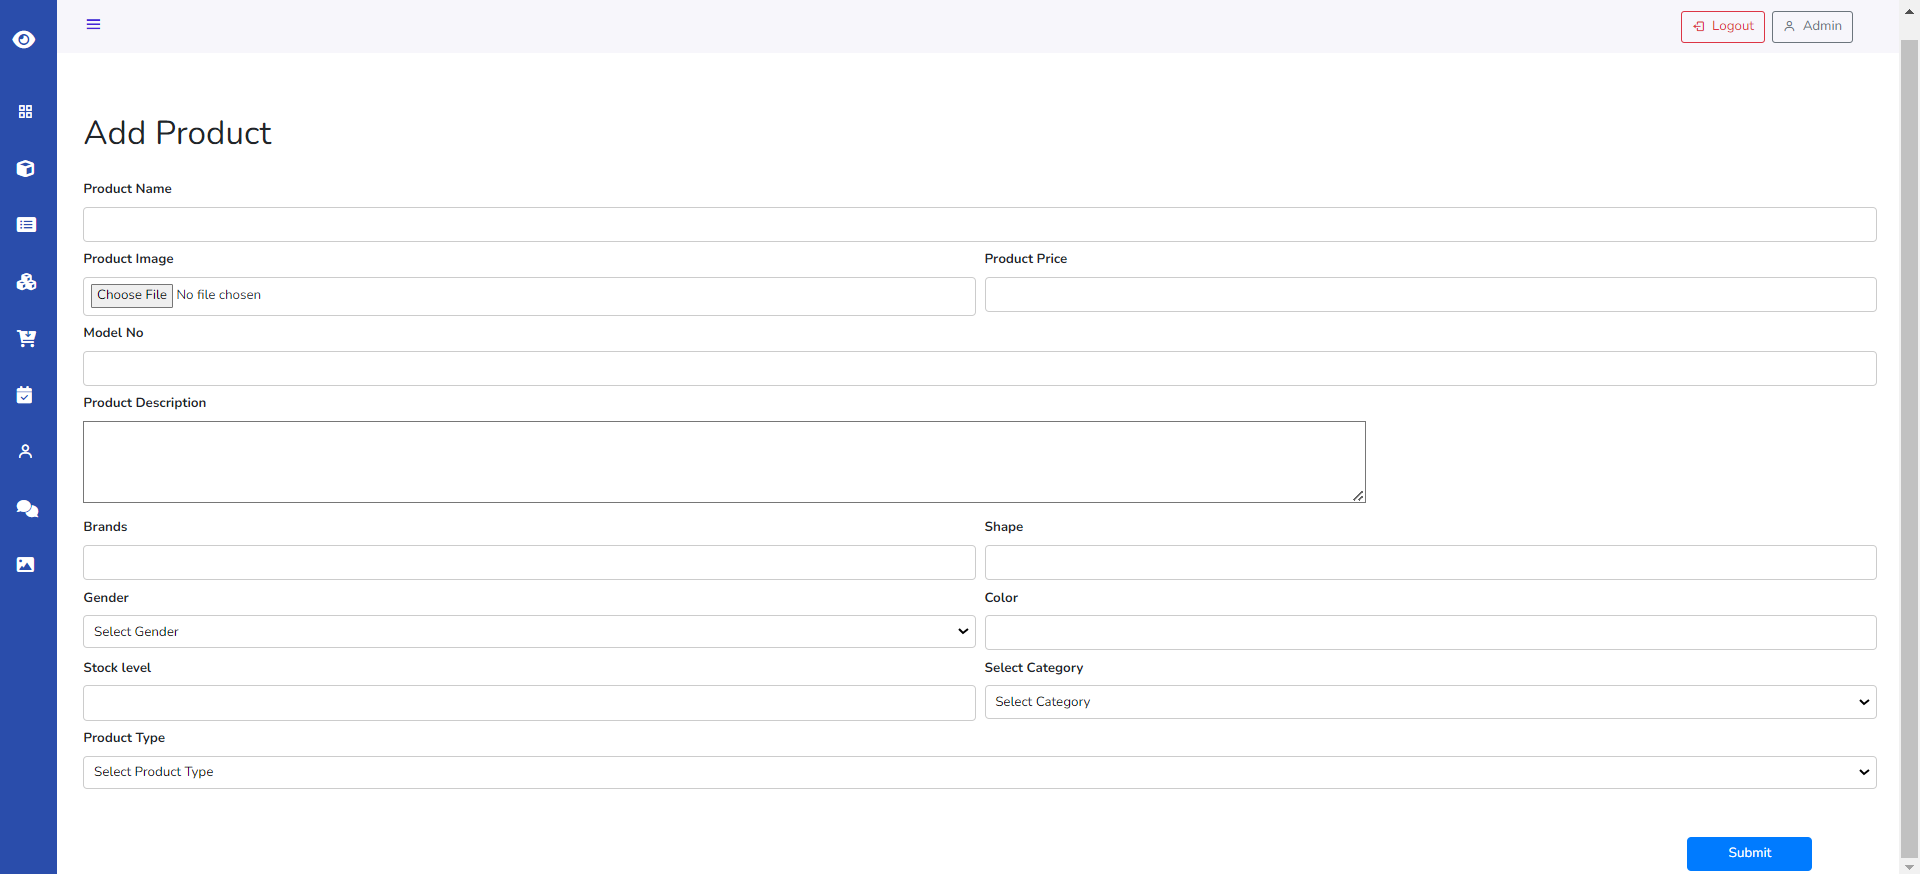 Logout Admin
Add Product
Product Name
Product Image Product Price
Choose File No file chosen
Model No
Product Description
Brands Shape
Gender Color
Select Gender
Stock level Select Category
Select Category
Product Type
Select Product Type
Submit